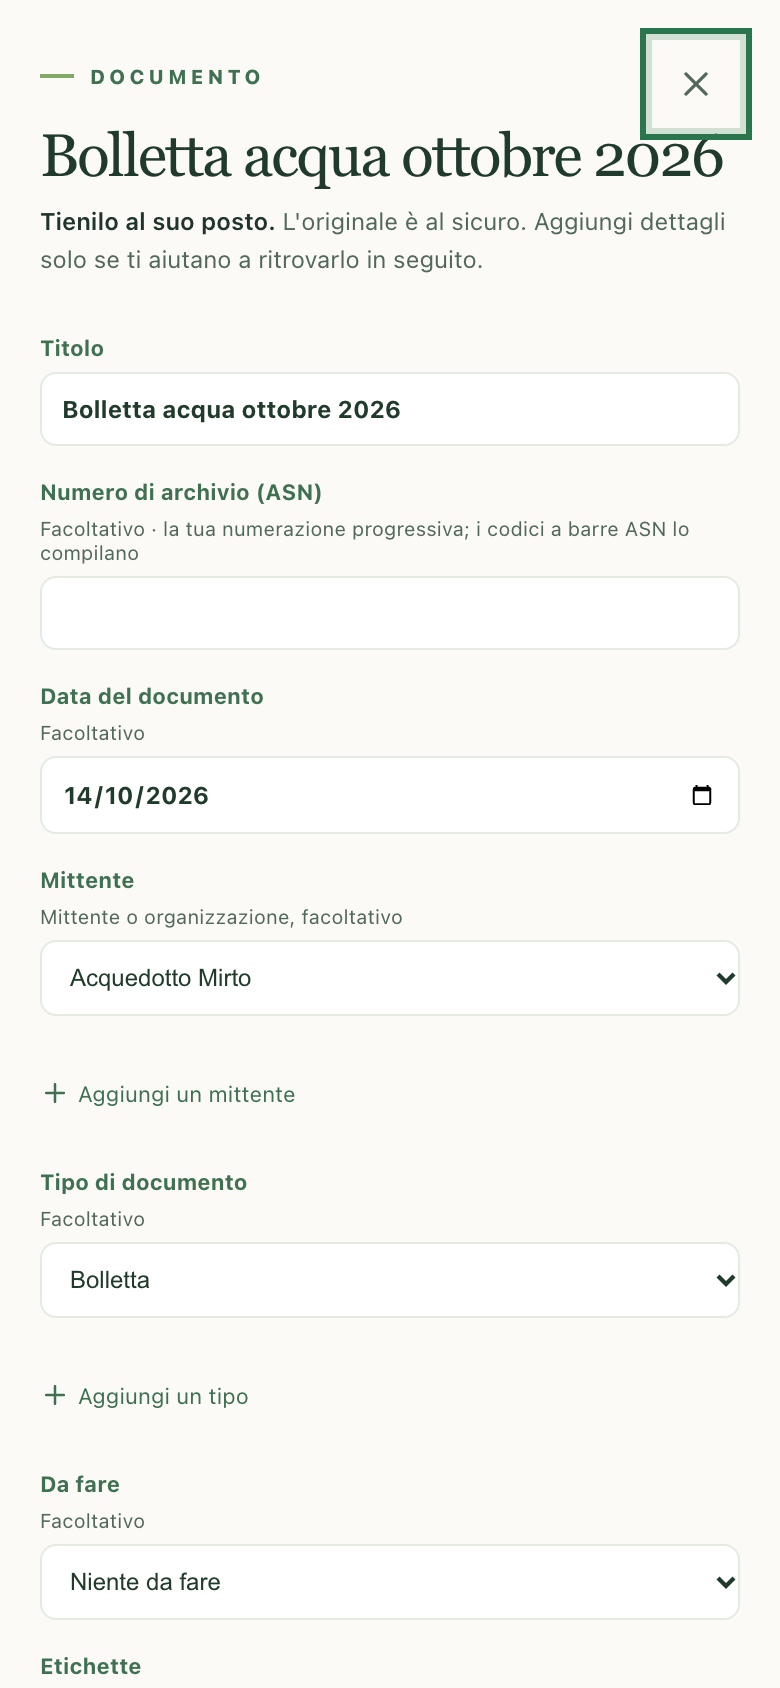 DOCUMENTO
Bolletta acqua ottobre 2026
Tienilo al suo posto. L'originale è al sicuro. Aggiungi dettagli
solo se ti aiutano a ritrovarlo in seguito.
Titolo
Bolletta acqua ottobre 2026
Numero di archivio (ASN)
Facoltativo · la tua numerazione progressiva; i codici a barre ASN lo
compilano
Data del documento
Facoltativo
14/10/2026
Mittente
Mittente o organizzazione, facoltativo
Acquedotto Mirto
Aggiungi un mittente
Tipo di documento
Facoltativo
Bolletta
Aggiungi un tipo
Da fare
Facoltativo
Niente da fare
Etichette